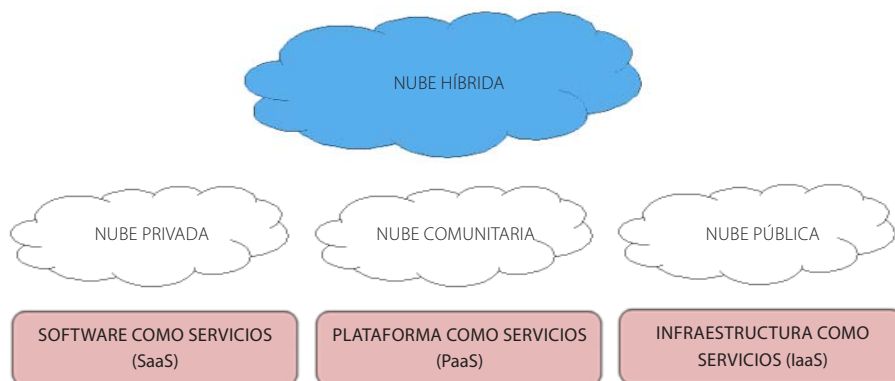 NUBE HÍBRIDA
NUBE PRIVADA
NUBE COMUNITARIA
NUBE PÚBLICA
SOFTWARE COMO SERVICIOS
(SaaS)
PLATAFORMA COMO SERVICIOS
(PaaS)
INFRAESTRUCTURA COMO
SERVICIOS (IaaS)